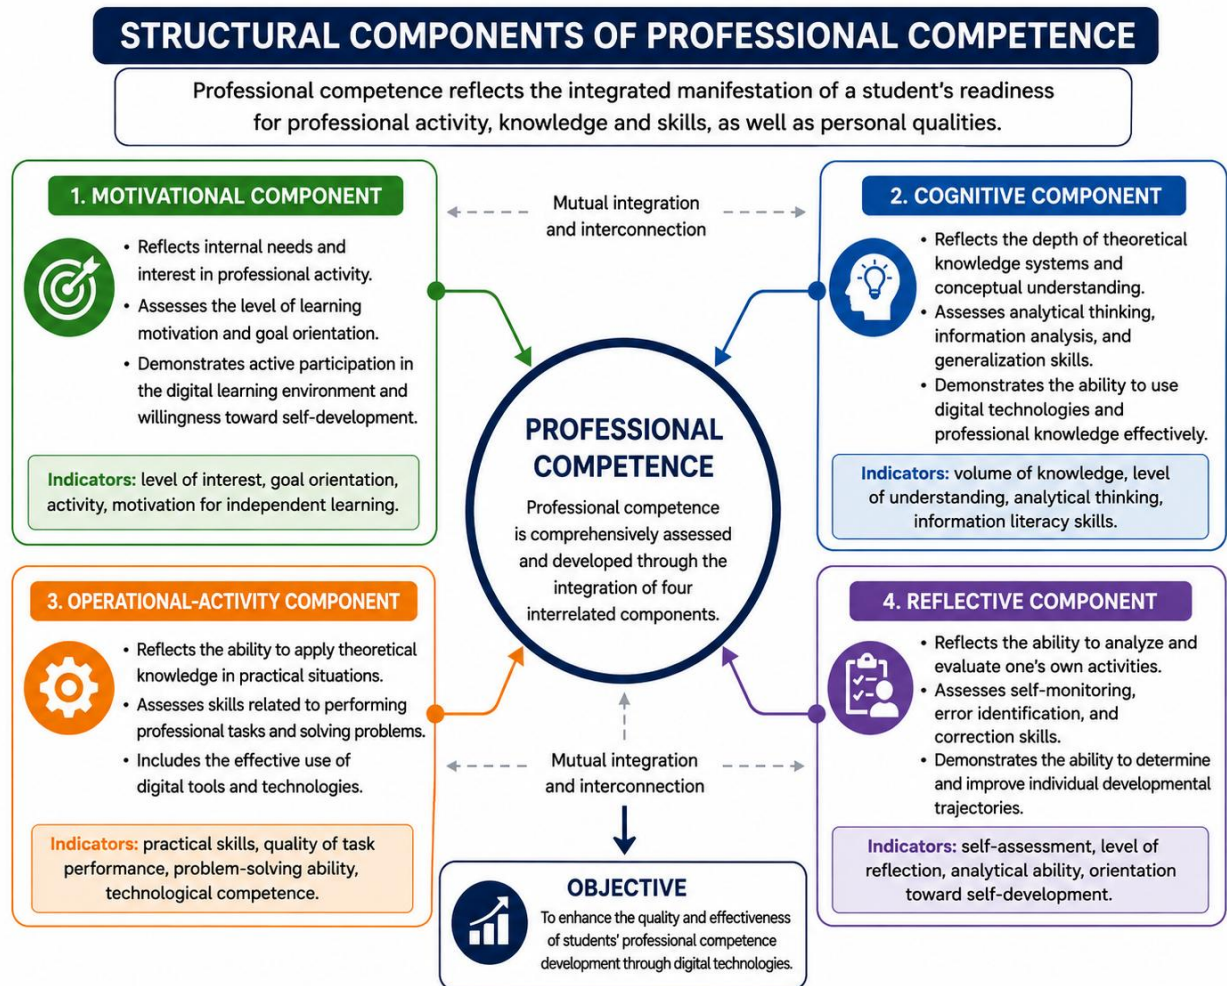 STRUCTURAL COMPONENTS OF PROFESSIONAL COMPETENCE
Professional competence reflects the integrated manifestation of a student's readiness
for professional activity, knowledge and skills, as well as personal qualities.
1. MOTIVATIONAL COMPONENT
• Reflects internal needs and
interest in professional activity.
• Assesses the level of learning
motivation and goal orientation.
• Demonstrates active participation in
the digital learning environment and
willingness toward self-development.
Indicators: level of interest, goal orientation,
activity, motivation for independent learning.
Mutual integration
and interconnection
2. COGNITIVE COMPONENT
• Reflects the depth of theoretical
knowledge systems and
conceptual understanding.
• Assesses analytical thinking,
information analysis, and
generalization skills.
• Demonstrates the ability to use
digital technologies and
professional knowledge effectively.
Indicators: volume of knowledge, level
of understanding, analytical thinking,
information literacy skills.
PROFESSIONAL
COMPETENCE
Professional competence
is comprehensively assessed
and developed through the
integration of four
interrelated components.
3. OPERATIONAL-ACTIVITY COMPONENT
• Reflects the ability to apply theoretical
knowledge in practical situations.
• Assesses skills related to performing
professional tasks and solving problems.
• Includes the effective use of
digital tools and technologies.
Indicators: practical skills, quality of task
performance, problem-solving ability,
technological competence.
Mutual integration
and interconnection
4. REFLECTIVE COMPONENT
• Reflects the ability to analyze and
evaluate one's own activities.
• Assesses self-monitoring,
error identification, and
correction skills.
• Demonstrates the ability to determine
and improve individual developmental
trajectories.
Indicators: self-assessment, level of
reflection, analytical ability, orientation
toward self-development.
OBJECTIVE
To enhance the quality and effectiveness
of students' professional competence
development through digital technologies.